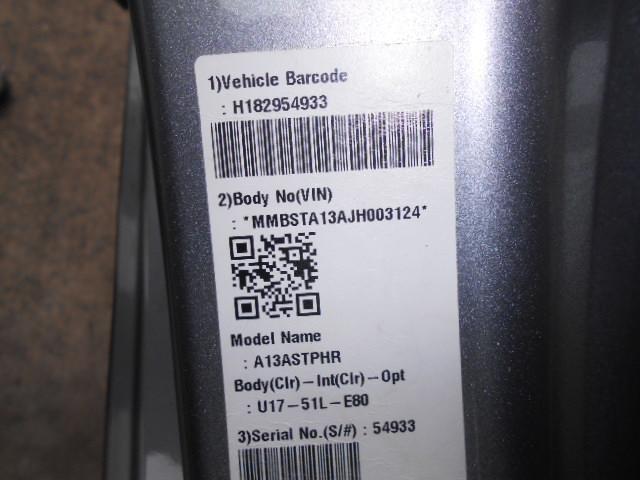 1)Vehicle Barcode
: H182954933
2)Body No(VIN)
: *MMBSTA13AJH003124*
Model Name
: A13ASTPHR
Body(Clr)-Int(Clr)-Opt
: U17-51L-E80
3)Serial No.(S/#) : 54933